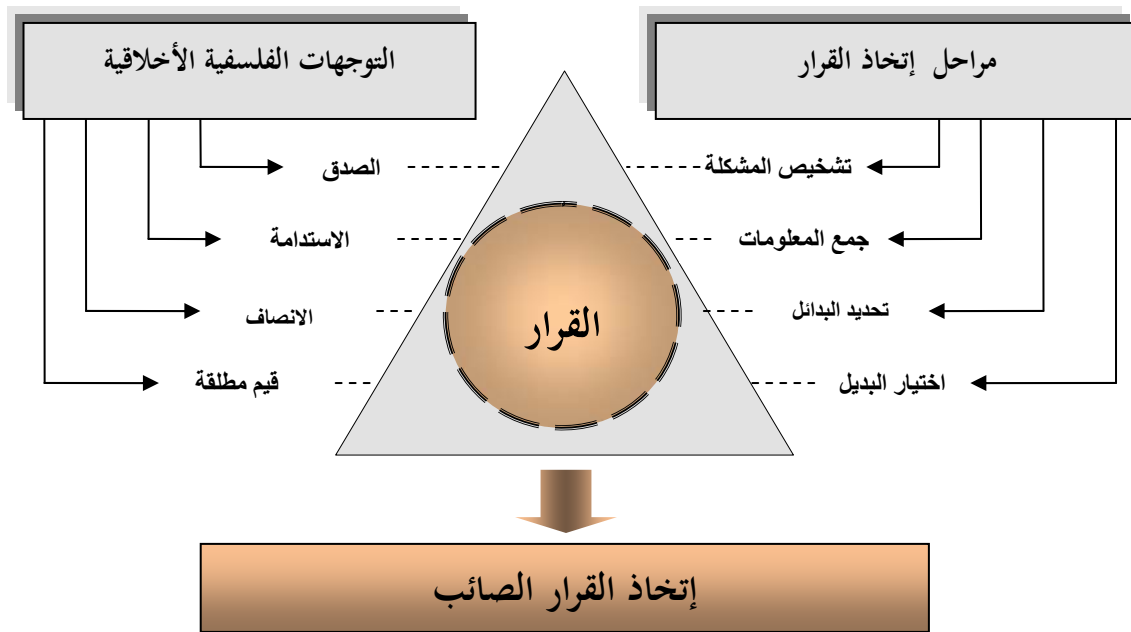 مراحل إتخاذ القرار
التوجهات الفلسفية الأخلاقية
تشخيص المشكلة
الصدق
جمع المعلومات
الاستدامة
تحديد البدائل
الانصاف
اختيار البديل
قيم مطلقة
القرار
إتخاذ القرار الصائب